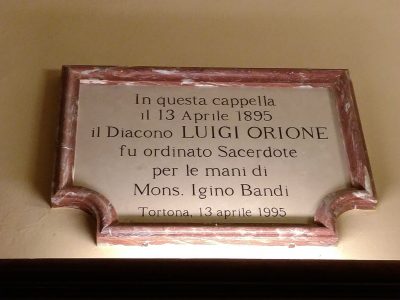 In questa cappella
il 13 Aprile 1895
il Diacono LUIGI ORIONE
fu ordinato Sacerdote
per le mani di
Mons. Igino Bandi
Tortona, 13 aprile 1995